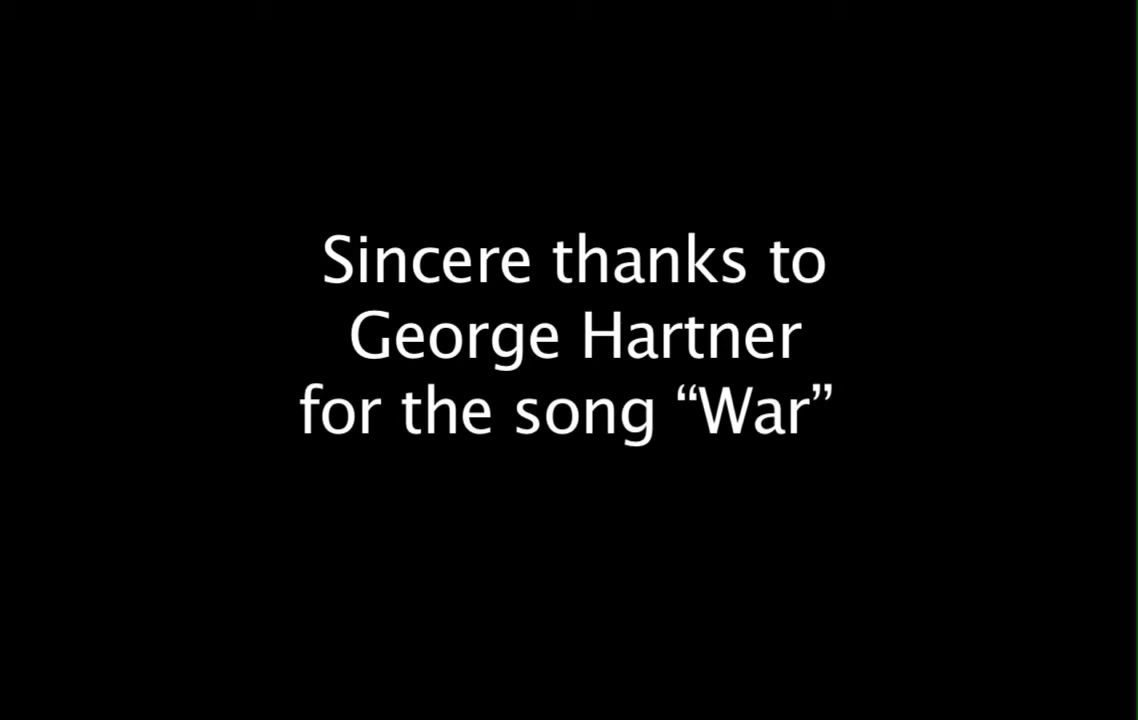 Sincere thanks to
George Hartner
for the song “War”